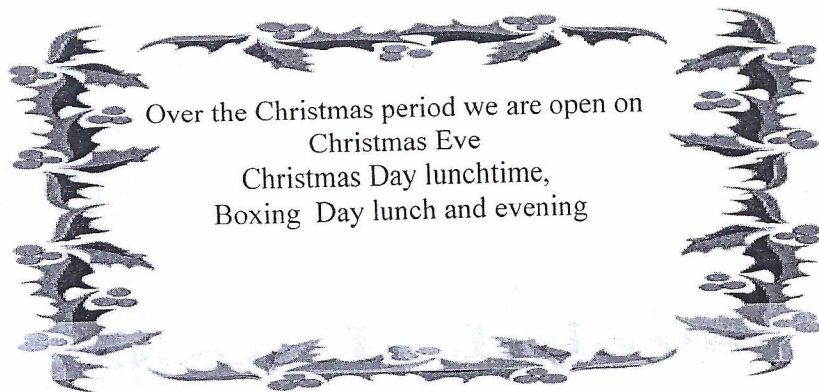 Over the Christmas period we are open on
Christmas Eve
Christmas Day lunchtime,
Boxing Day lunch and evening